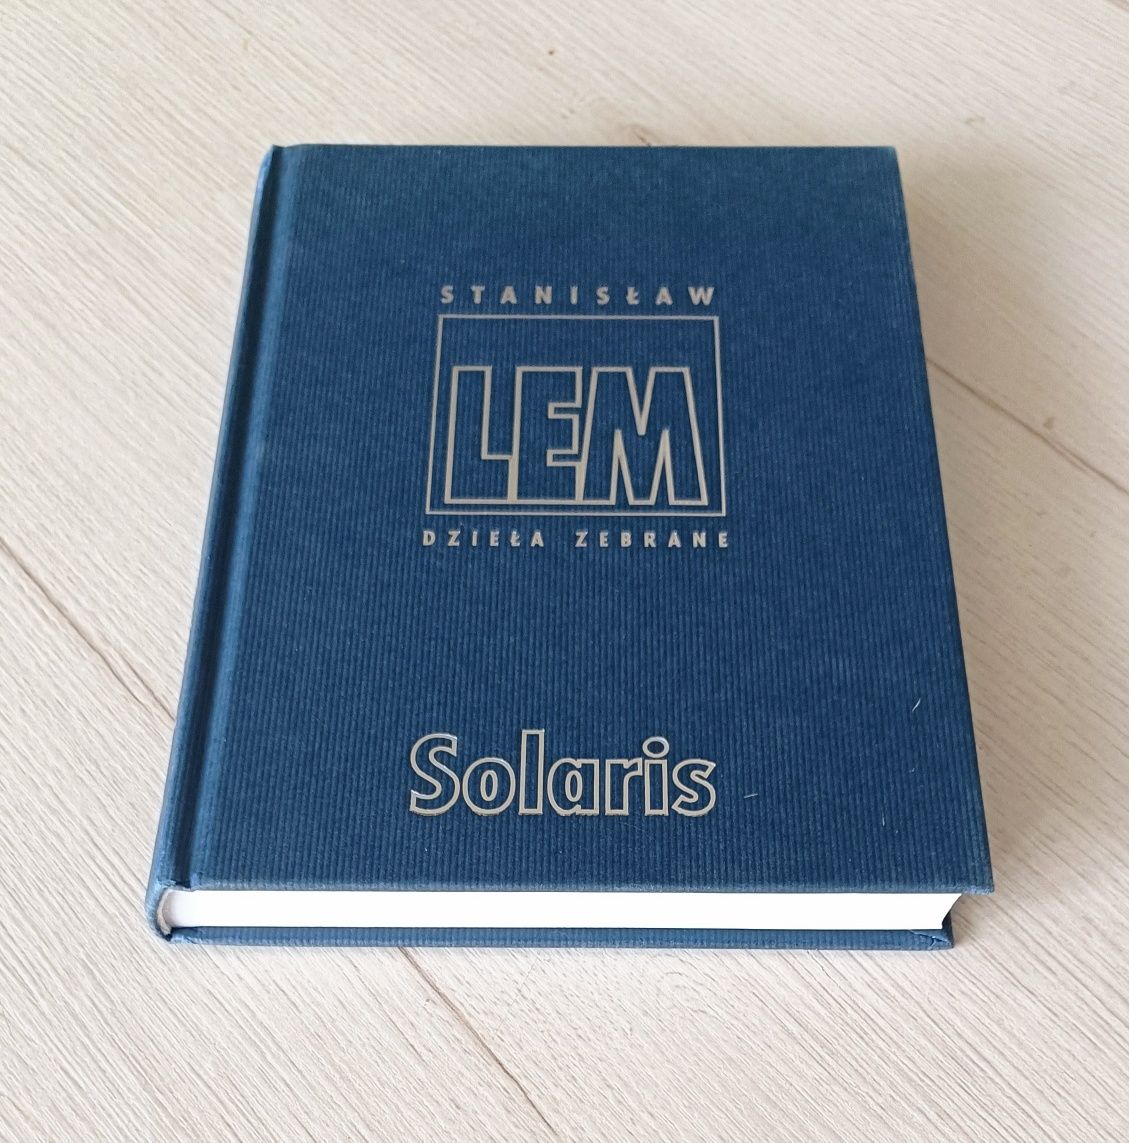 STANISŁAW
LEM
DZIEŁA ZEBRANE
Solaris